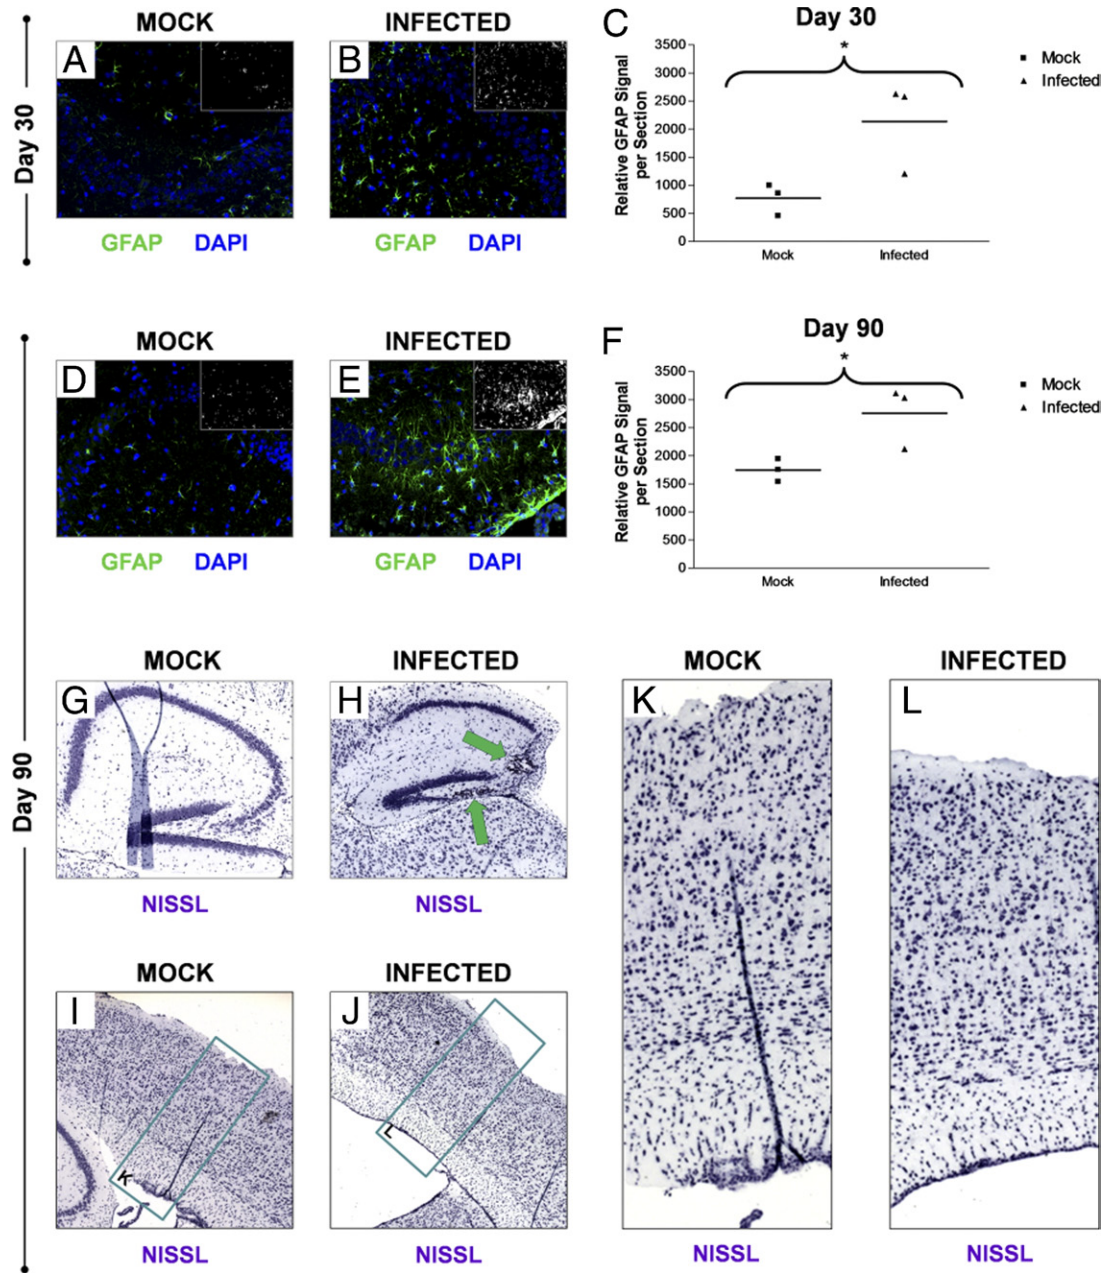 MOCK
INFECTED
Day 30
A
B
GFAP DAPI
GFAP DAPI
C
Day 30
*
3500
3000
2500
2000
1500
1000
500
0
Relative GFAP Signal
per Section
Mock
Infected
Mock
Infected
Day 90
MOCK
INFECTED
D
E
GFAP DAPI
GFAP DAPI
F
Day 90
*
3500
3000
2500
2000
1500
1000
500
0
Relative GFAP Signal
per Section
Mock
Infected
Mock
Infected
MOCK
INFECTED
G
H
NISSL
NISSL
MOCK
INFECTED
I
K
J
L
NISSL
NISSL
MOCK
INFECTED
K
L
NISSL
NISSL